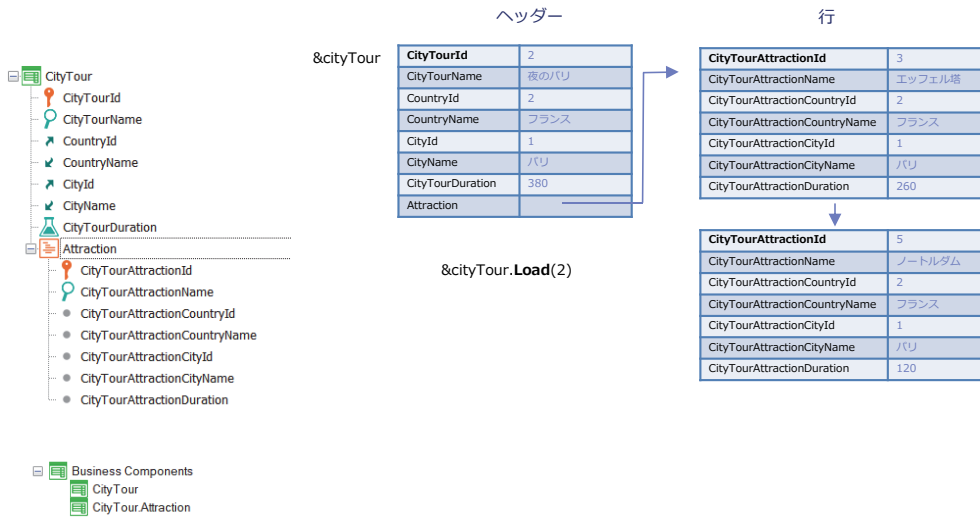 ヘッダー
行
&cityTour
CityTour
CityTourId
CityTourName
CountryId
CountryName
CityId
CityName
CityTourDuration
Attraction
CityTourAttractionId
CityTourAttractionName
CityTourAttractionCountryId
CityTourAttractionCountryName
CityTourAttractionCityId
CityTourAttractionCityName
CityTourAttractionDuration
CityTourId 2
CityTourName 夜のパリ
CountryId 2
CountryName フランス
CityId 1
CityName パリ
CityTourDuration 380
Attraction
&cityTour.Load(2)
CityTourAttractionId 3
CityTourAttractionName エッフェル塔
CityTourAttractionCountryId 2
CityTourAttractionCountryName フランス
CityTourAttractionCityId 1
CityTourAttractionCityName パリ
CityTourAttractionDuration 260
CityTourAttractionId 5
CityTourAttractionName ノートルダム
CityTourAttractionCountryId 2
CityTourAttractionCountryName フランス
CityTourAttractionCityId 1
CityTourAttractionCityName パリ
CityTourAttractionDuration 120
Business Components
CityTour
CityTour.Attraction